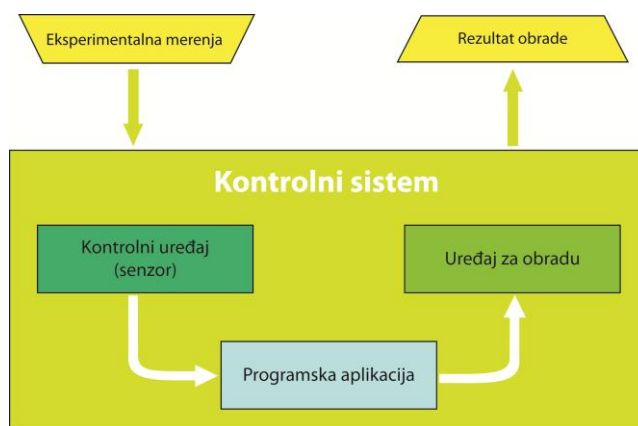 Eksperimentalna merenja
Rezultat obrade
Kontrolni sistem
Kontrolni uređaj
(senzor)
Uređaj za obradu
Programska aplikacija